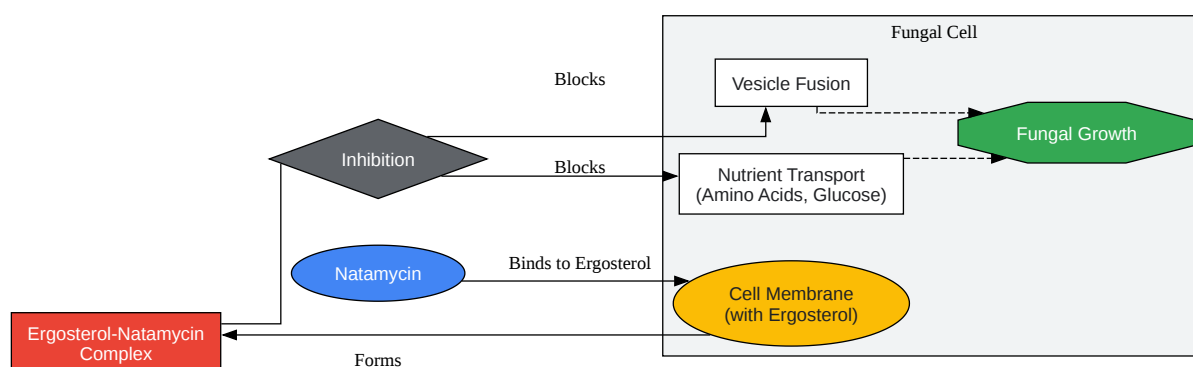 Fungal Cell
Blocks
Vesicle Fusion
Fungal Growth
Inhibition
Blocks
Nutrient Transport
(Amino Acids, Glucose)
Natamycin
Binds to Ergosterol
Cell Membrane
(with Ergosterol)
Ergosterol-Natamycin
Complex
Forms